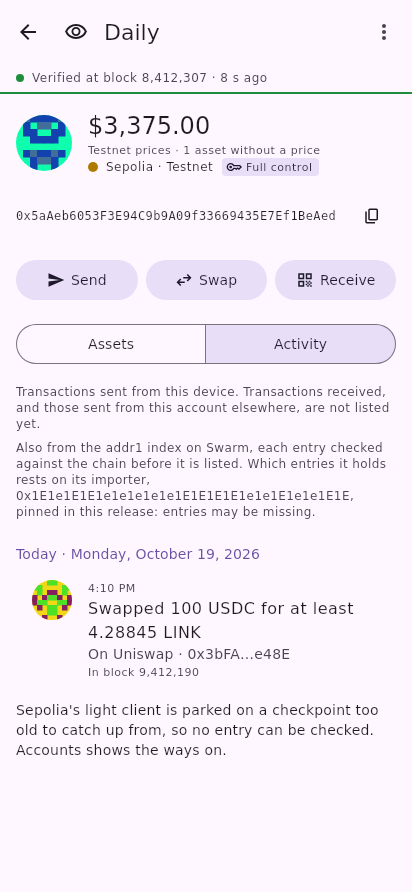 Daily
Verified at block 8,412,307 · 8 s ago
$3,375.00
Testnet prices · 1 asset without a price
Sepolia · Testnet
Full control
0x5aAeb6053F3E94C9b9A09f33669435E7Ef1BeAed
Send
Swap
Receive
Assets
Activity
Transactions sent from this device. Transactions received,
and those sent from this account elsewhere, are not listed
yet.
Also from the addr1 index on Swarm, each entry checked
against the chain before it is listed. Which entries it holds
rests on its importer,
0x1E1e1E1E1e1e1e1e1e1E1E1E1E1e1e1E1e1e1E1E,
pinned in this release: entries may be missing.
Today · Monday, October 19, 2026
4:10 PM
Swapped 100 USDC for at least
4.28845 LINK
On Uniswap · 0x3bFA…e48E
In block 9,412,190
Sepolia's light client is parked on a checkpoint too
old to catch up from, so no entry can be checked.
Accounts shows the ways on.